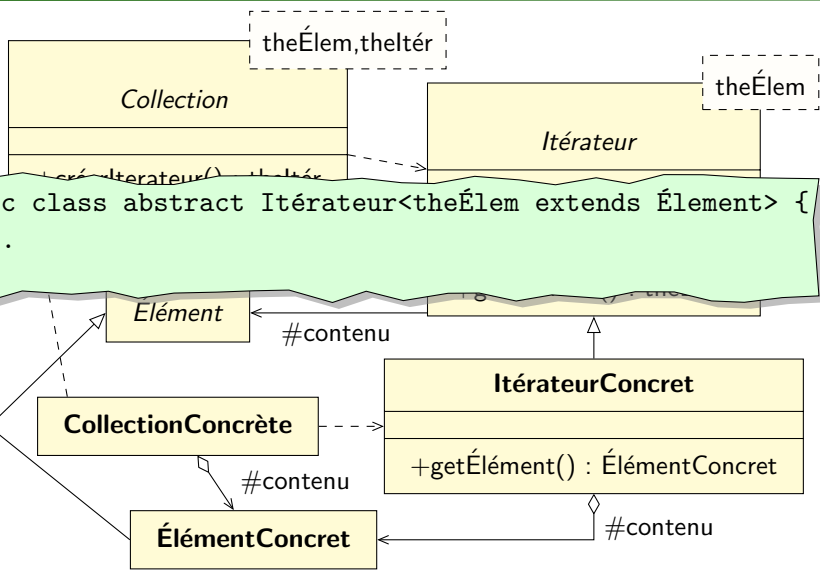 theÉlem,theItér
theÉlem
Collection
Itérateur
c class abstract Itérateur<theÉlem extends Élement> {
.
Élément
#contenu
ItérateurConcret
CollectionConcrète
+getÉlément() : ÉlémentConcret
#contenu
#contenu
ÉlémentConcret